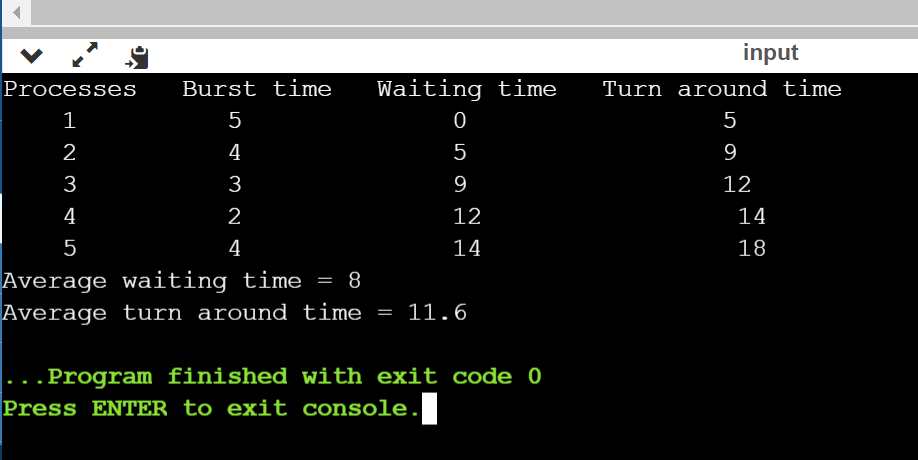 input
Processes Burst time Waiting time Turn around time
1 5 0 5
2 4 5 9
3 3 9 12
4 2 12 14
5 4 14 18
Average waiting time = 8
Average turn around time = 11.6
...Program finished with exit code 0
Press ENTER to exit console.